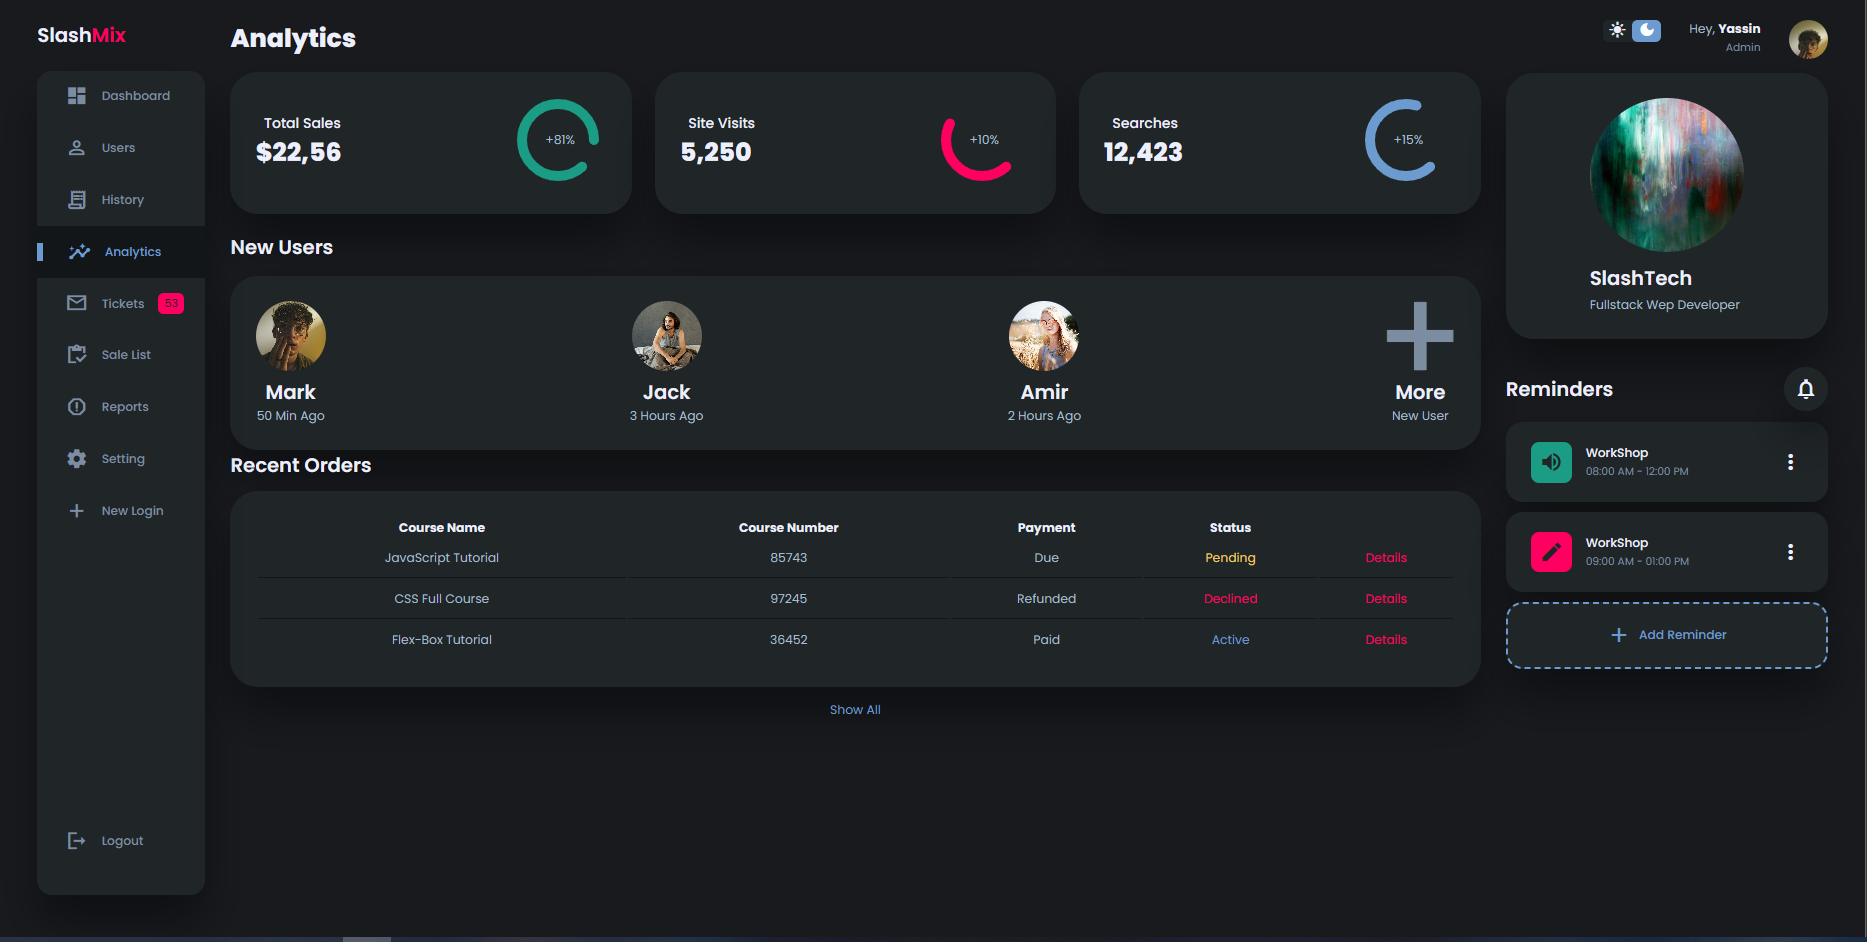 SlashMix
Dashboard
Users
History
Analytics
Tickets 53
Sale List
Reports
Setting
New Login
Logout
Analytics
Total Sales
$22,56
+81%
Site Visits
5,250
+10%
Searches
12,423
+15%
New Users
Mark
50 Min Ago
Jack
3 Hours Ago
Amir
2 Hours Ago
More
New User
Recent Orders
Course Name Course Number Payment Status
JavaScript Tutorial 85743 Due Pending Details
CSS Full Course 97245 Refunded Declined Details
Flex-Box Tutorial 36452 Paid Active Details
Show All
Hey, Yassin
Admin
SlashTech
Fullstack Wep Developer
Reminders
WorkShop
08:00 AM - 12:00 PM
WorkShop
09:00 AM - 01:00 PM
Add Reminder